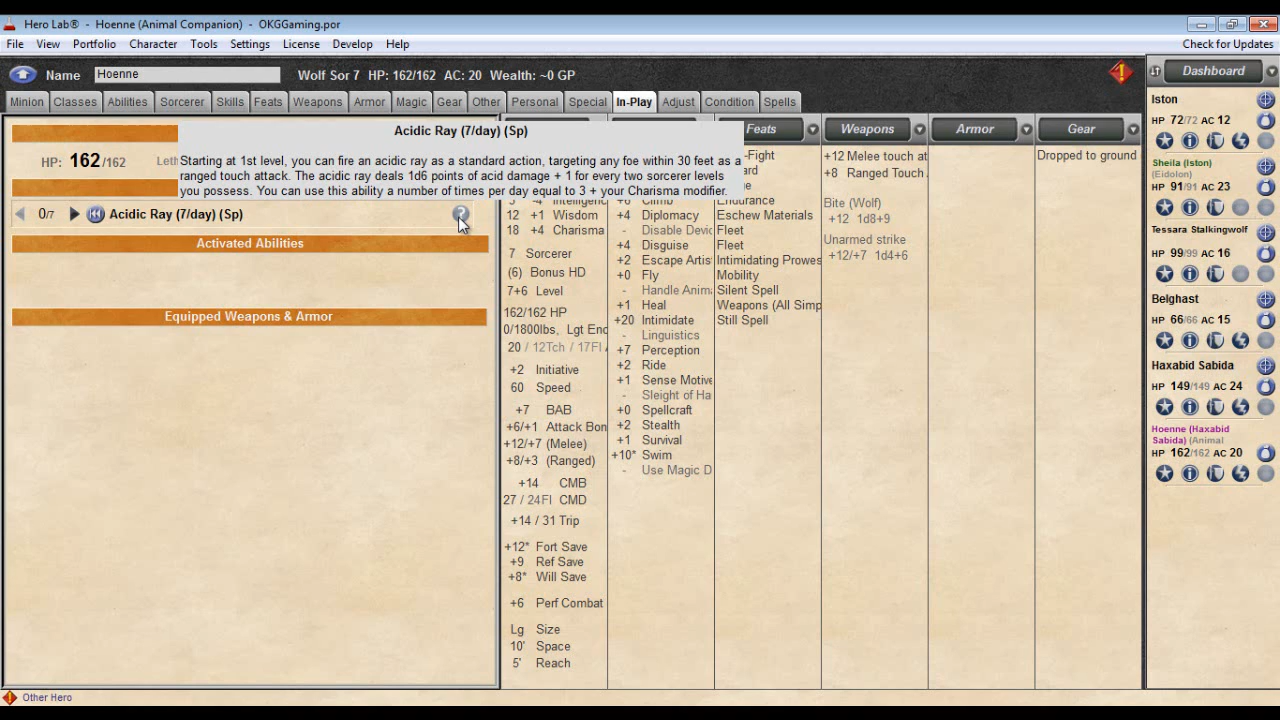 Hero Lab® - Hoenne (Animal Companion) - OKGGaming.por
File View Portfolio Character Tools Settings License Develop Help Check for Updates
Name Hoenne Wolf Sor 7 HP: 162/162 AC: 20 Wealth: ~0 GP
Minion Classes Abilities Sorcerer Skills Feats Weapons Armor Magic Gear Other Personal Special In-Play Adjust Condition Spells
HP: 162/162 Leth
Acidic Ray (7/day) (Sp)
Starting at 1st level, you can fire an acidic ray as a standard action, targeting any foe within 30 feet as a
ranged touch attack. The acidic ray deals 1d6 points of acid damage + 1 for every two sorcerer levels
you possess. You can use this ability a number of times per day equal to 3 + your Charisma modifier.
0/7 Acidic Ray (7/day) (Sp) ?
Activated Abilities
Equipped Weapons & Armor
12 +1 Wisdom
18 +4 Charisma
7 Sorcerer
(6) Bonus HD
7+6 Level
162/162 HP
0/1800lbs, Lgt Enc
20 / 12Tch / 17Fl
+2 Initiative
60 Speed
+7 BAB
+6/+1 Attack Bon
+12/+7 (Melee)
+8/+3 (Ranged)
+14 CMB
27 / 24Fl CMD
+14 / 31 Trip
+12* Fort Save
+9 Ref Save
+8* Will Save
+6 Perf Combat
Lg Size
10' Space
5' Reach
+4 Diplomacy
- Disable Devic
+4 Disguise
+2 Escape Artis
+0 Fly
- Handle Anima
+1 Heal
+20 Intimidate
- Linguistics
+7 Perception
+2 Ride
+1 Sense Motive
- Sleight of Ha
+0 Spellcraft
+2 Stealth
+1 Survival
+10* Swim
- Use Magic D
Feats
-Fight
Endurance
Eschew Materials
Fleet
Fleet
Intimidating Prowes
Mobility
Silent Spell
Weapons (All Simp
Still Spell
Weapons
+12 Melee touch at
+8 Ranged Touch
Bite (Wolf)
+12 1d8+9
Unarmed strike
+12/+7 1d4+6
Armor
Gear
Dropped to ground
Dashboard
Iston
HP 72/72 AC 12
Sheila (Iston)
(Eidolon)
HP 91/91 AC 23
Tessara Stalkingwolf
HP 99/99 AC 16
Belghast
HP 66/66 AC 15
Haxabid Sabida
HP 149/149 AC 24
Hoenne (Haxabid
Sabida) (Animal
HP 162/162 AC 20
Other Hero